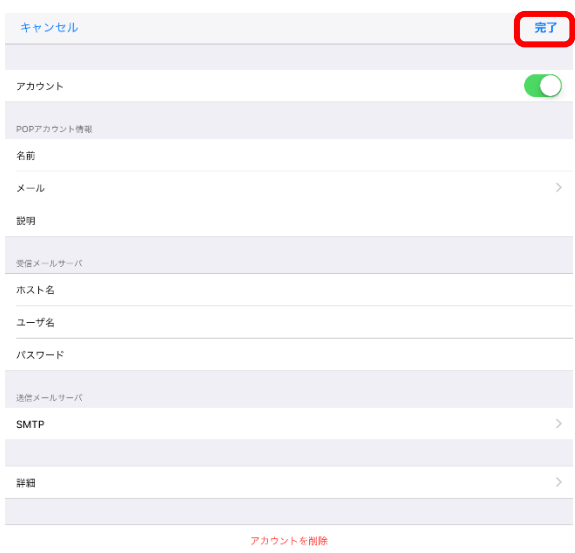 キャンセル 完了
アカウント
POPアカウント情報
名前
メール
説明
受信メールサーバ
ホスト名
ユーザ名
パスワード
送信メールサーバ
SMTP
詳細
アカウントを削除